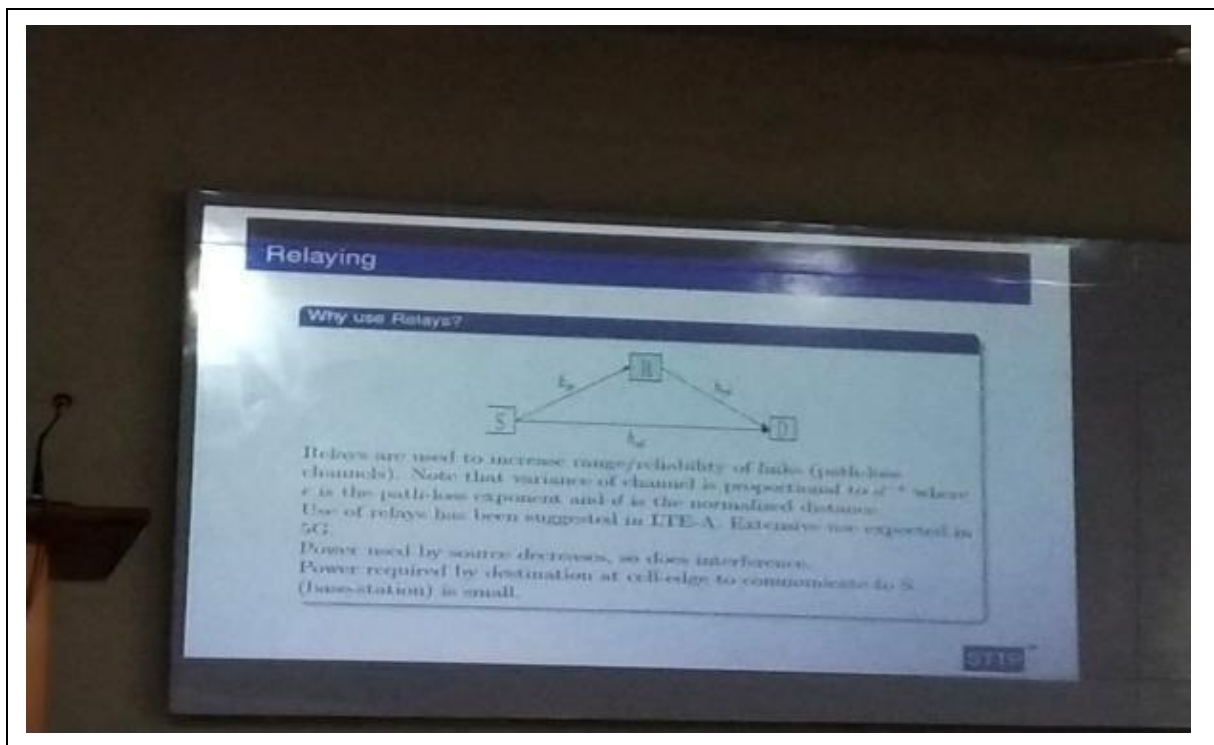 Relaying
Why use Relays?
R
S
D
Relays are used to increase range/reliability of links (path-loss
channels). Note that variance of channel is proportional to d where
is the path-loss exponent and d is the normalised distance.
Use of relays has been suggested in LTE-A. Extensive use expected in
5G.
Power used by source decreases, so does interference.
Power required by destination at cell-edge to communicate to S
(base-station) is small.
STTP